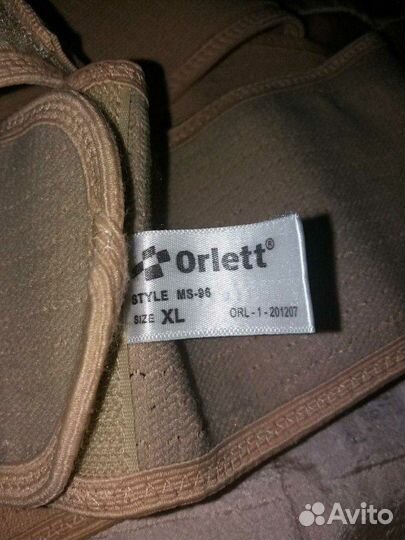 Orlett®
STYLE MS-96
SIZE XL ORL - 1 - 201207
Avito